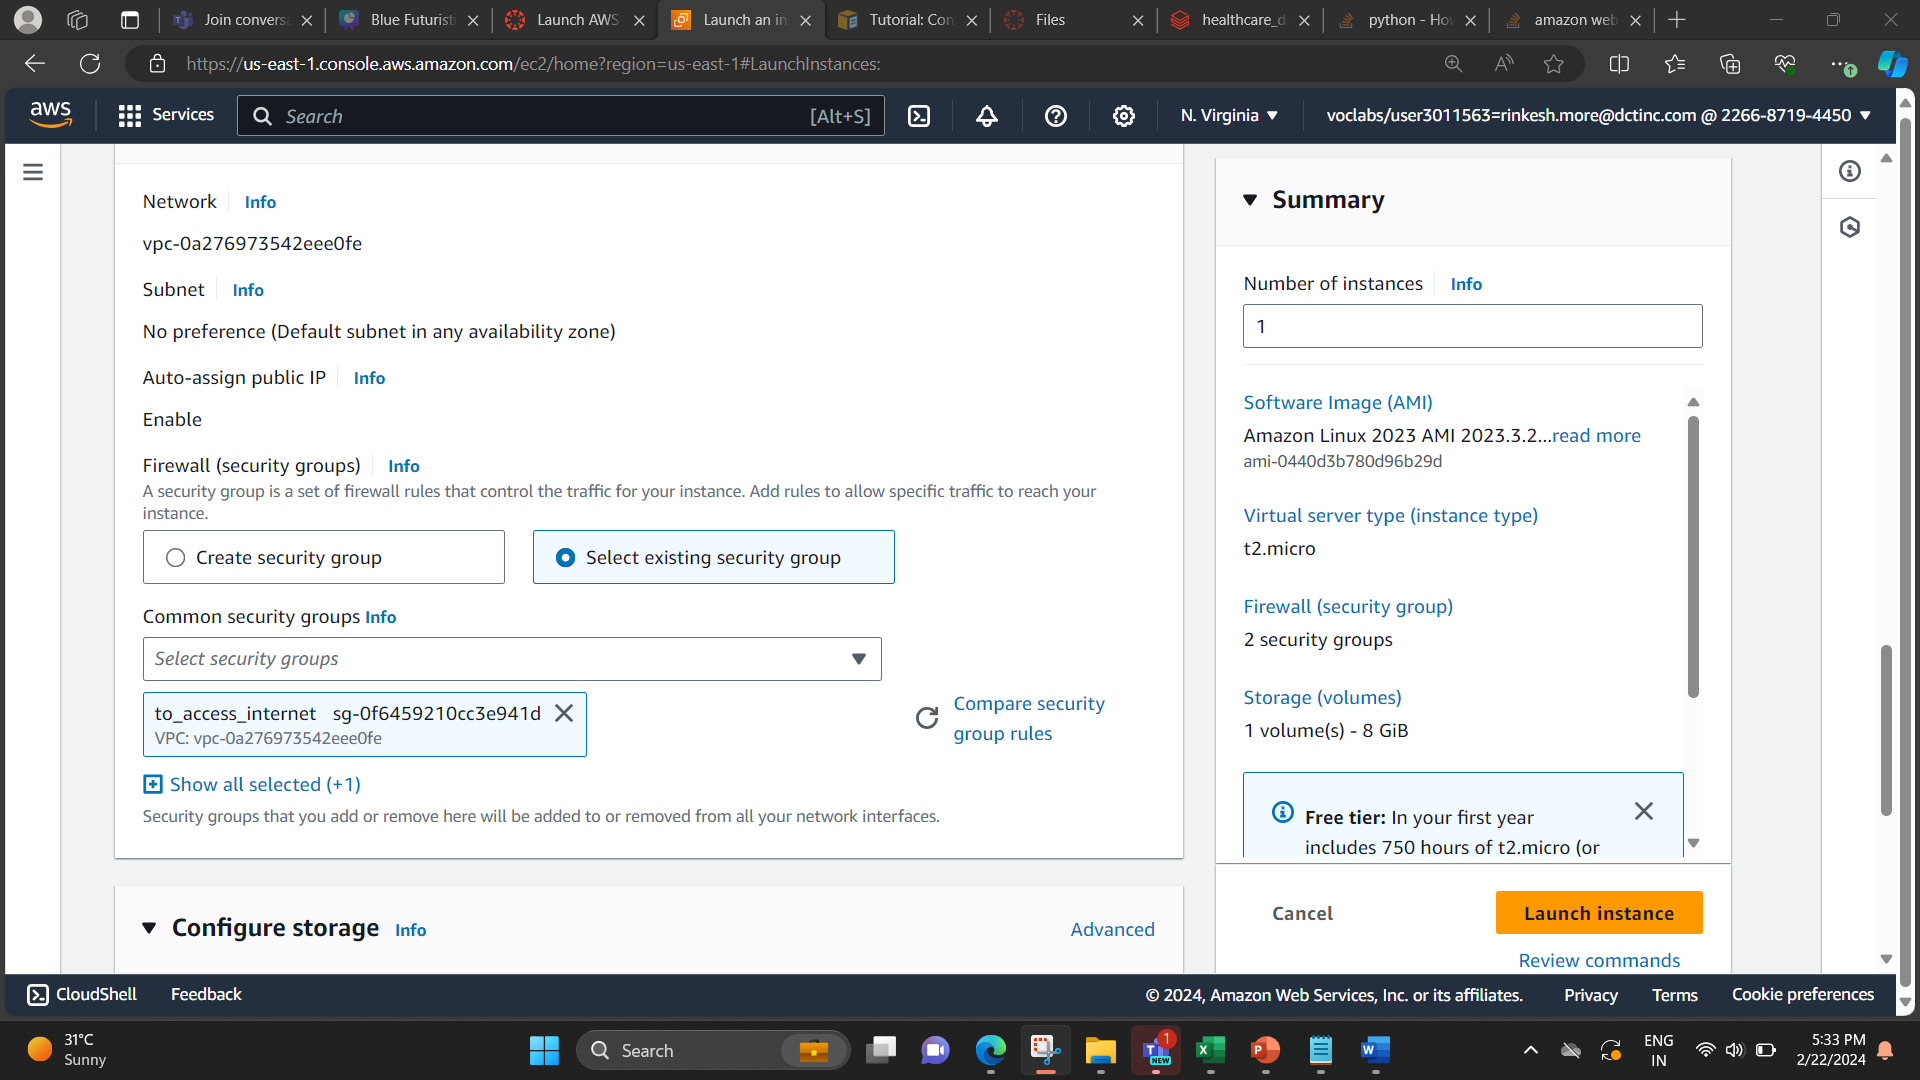 Join convers
Blue Futuristi
Launch AWS
Launch an in
Tutorial: Con
Files
healthcare_d
python - Ho
amazon web
https://us-east-1.console.aws.amazon.com/ec2/home?region=us-east-1#LaunchInstances:
aws
Services
Search
[Alt+S]
N. Virginia
voclabs/user3011563=rinkesh.more@dctinc.com @ 2266-8719-4450
Network Info
vpc-0a276973542eee0fe
Subnet Info
No preference (Default subnet in any availability zone)
Auto-assign public IP Info
Enable
Firewall (security groups) Info
A security group is a set of firewall rules that control the traffic for your instance. Add rules to allow specific traffic to reach your
instance.
Create security group
Select existing security group
Common security groups Info
Select security groups
to_access_internet sg-0f6459210cc3e941d
VPC: vpc-0a276973542eee0fe
Compare security
group rules
Show all selected (+1)
Security groups that you add or remove here will be added to or removed from all your network interfaces.
Configure storage Info
Advanced
Summary
Number of instances Info
1
Software Image (AMI)
Amazon Linux 2023 AMI 2023.3.2...read more
ami-0440d3b780d96b29d
Virtual server type (instance type)
t2.micro
Firewall (security group)
2 security groups
Storage (volumes)
1 volume(s) - 8 GiB
Free tier: In your first year
includes 750 hours of t2.micro (or
Cancel
Launch instance
Review commands
CloudShell
Feedback
© 2024, Amazon Web Services, Inc. or its affiliates.
Privacy
Terms
Cookie preferences
31°C
Sunny
Search
1
NEW
ENG
IN
5:33 PM
2/22/2024